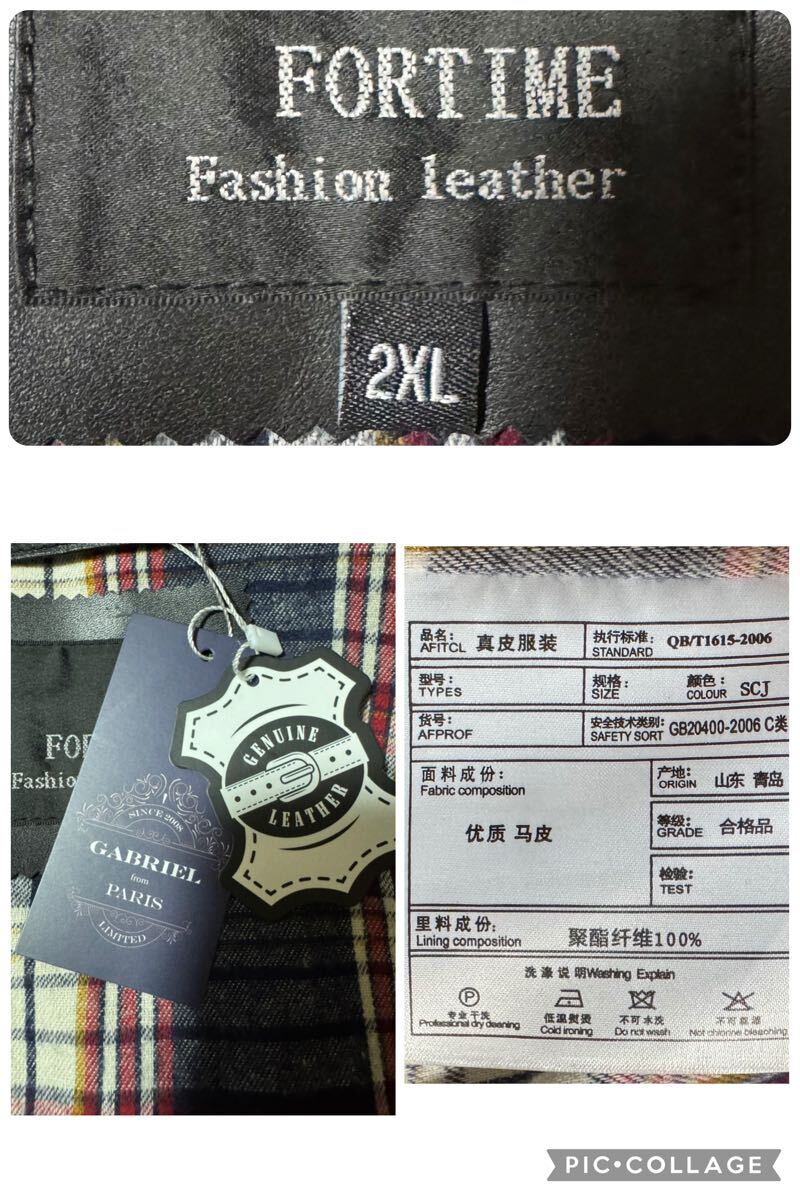 FORTIME
Fashion leather
2XL
FO
Fashio
SINCE 2008
GABRIEL
from
PARIS
LIMITED
GENUINE
LEATHER
品名:
AFITCL
真皮服装
执行标准:
STANDARD
QB/T1615-2006
型号:
TYPES
规格:
SIZE
颜色:
COLOUR
SCJ
货号:
AFPROF
安全技术类别:
SAFETY SORT
GB20400-2006 C类
面料成份:
Fabric composition
优质 马皮
产地:
ORIGIN
山东 青岛
等级:
GRADE
合格品
检验:
TEST
里料成份:
Lining composition
聚酯纤维100%
洗涤说明Washing Explain
P
专业干洗
Professional dry cleaning
低温熨烫
Cold ironing
不可水洗
Do not wash
不可氯漂
Not chlorine bleaching
PIC•COLLAGE